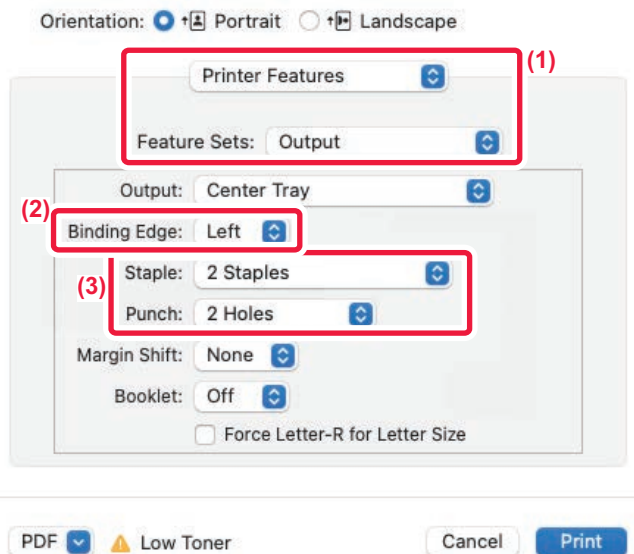 Orientation: Portrait Landscape
(1)
Printer Features
Feature Sets: Output
Output: Center Tray
(2)
Binding Edge: Left
(3)
Staple: 2 Staples
Punch: 2 Holes
Margin Shift: None
Booklet: Off
Force Letter-R for Letter Size
PDF Low Toner Cancel Print